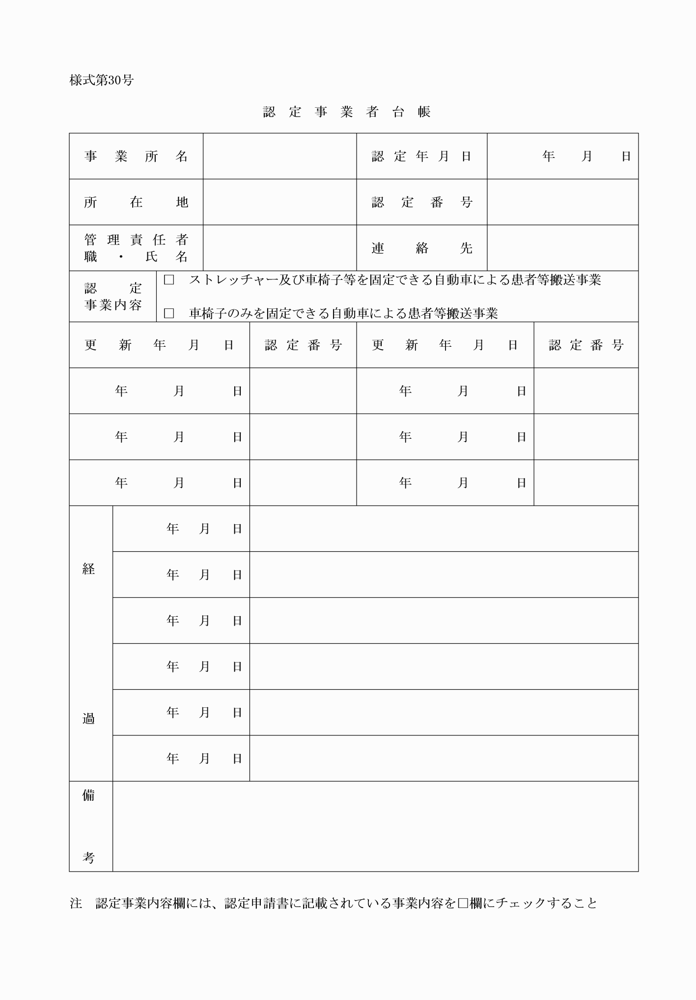 様式第30号
認定事業者台帳
事業所名
認定年月日
年 月 日
所在地
認定番号
管理責任者
職・氏名
連絡先
認定
事業内容
□ ストレッチャー及び車椅子等を固定できる自動車による患者等搬送事業
□ 車椅子のみを固定できる自動車による患者等搬送事業
更新年月日 認定番号 更新年月日 認定番号
年 月 日 年 月 日
年 月 日 年 月 日
年 月 日 年 月 日
経過
年 月 日
年 月 日
年 月 日
年 月 日
年 月 日
年 月 日
備考
注 認定事業内容欄には、認定申請書に記載されている事業内容を□欄にチェックすること